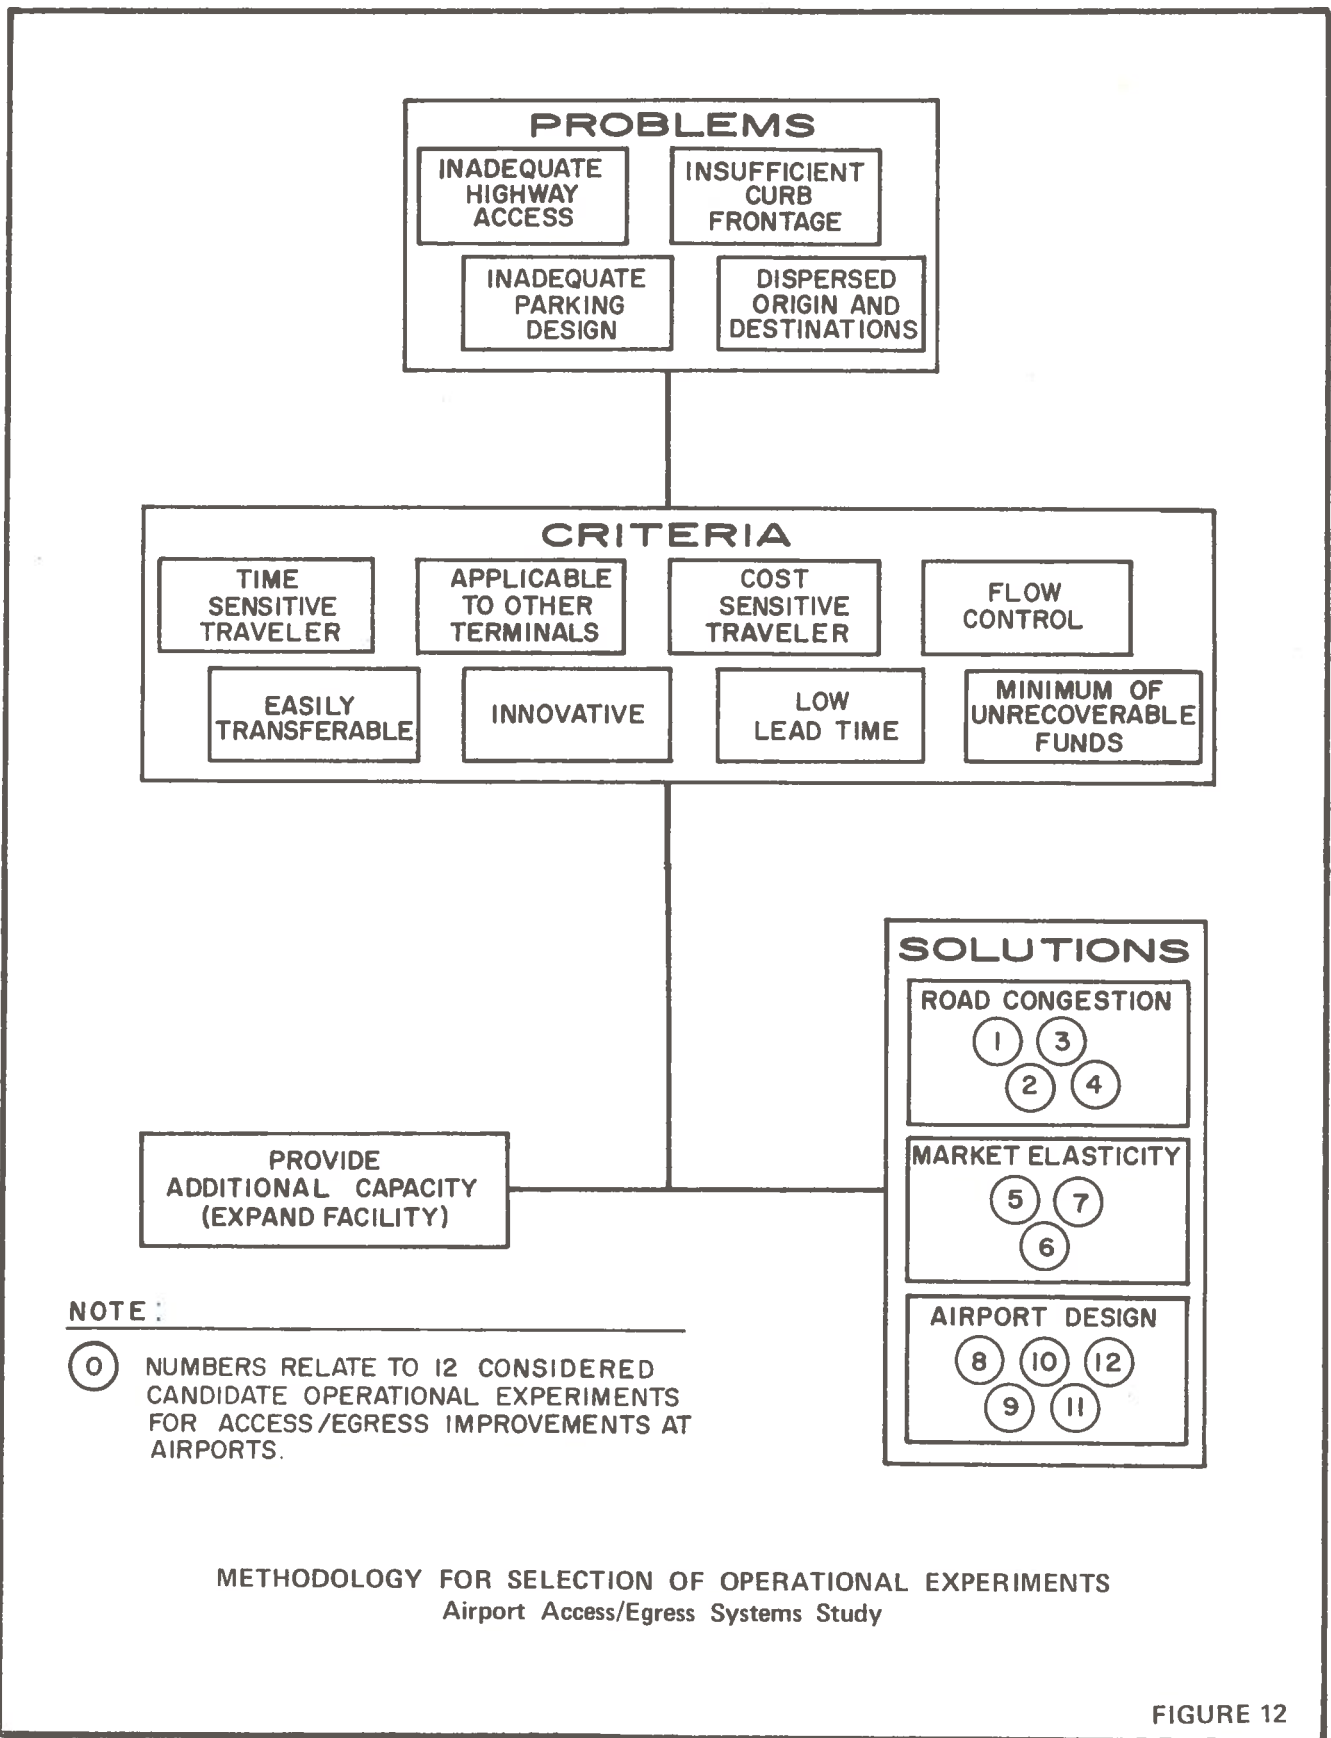 PROBLEMS
INADEQUATE
HIGHWAY
ACCESS
INSUFFICIENT
CURB
FRONTAGE
INADEQUATE
PARKING
DESIGN
DISPERSED
ORIGIN AND
DESTINATIONS
CRITERIA
TIME
SENSITIVE
TRAVELER
APPLICABLE
TO OTHER
TERMINALS
COST
SENSITIVE
TRAVELER
FLOW
CONTROL
EASILY
TRANSFERABLE
INNOVATIVE
LOW
LEAD TIME
MINIMUM OF
UNRECOVERABLE
FUNDS
SOLUTIONS
ROAD CONGESTION
1 3
2 4
MARKET ELASTICITY
5 7
6
AIRPORT DESIGN
8 10 12
9 11
PROVIDE
ADDITIONAL CAPACITY
(EXPAND FACILITY)
NOTE:
0 NUMBERS RELATE TO 12 CONSIDERED
CANDIDATE OPERATIONAL EXPERIMENTS
FOR ACCESS/EGRESS IMPROVEMENTS AT
AIRPORTS.
METHODOLOGY FOR SELECTION OF OPERATIONAL EXPERIMENTS
Airport Access/Egress Systems Study
FIGURE 12